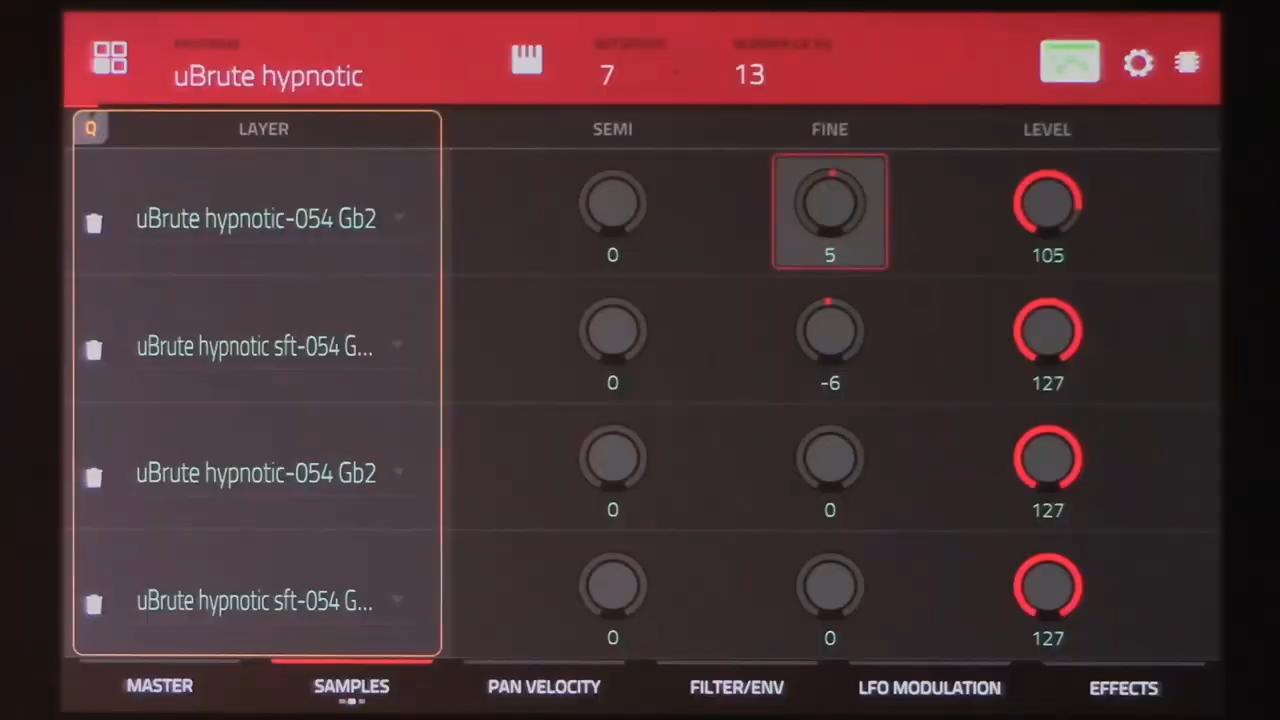 PROGRAM
uBrute hypnotic
7
13
Q
LAYER
SEMI
FINE
LEVEL
uBrute hypnotic-054 Gb2
0
5
105
uBrute hypnotic sft-054 G...
0
-6
127
uBrute hypnotic-054 Gb2
0
0
127
uBrute hypnotic sft-054 G...
0
0
127
MASTER
SAMPLES
PAN VELOCITY
FILTER/ENV
LFO MODULATION
EFFECTS